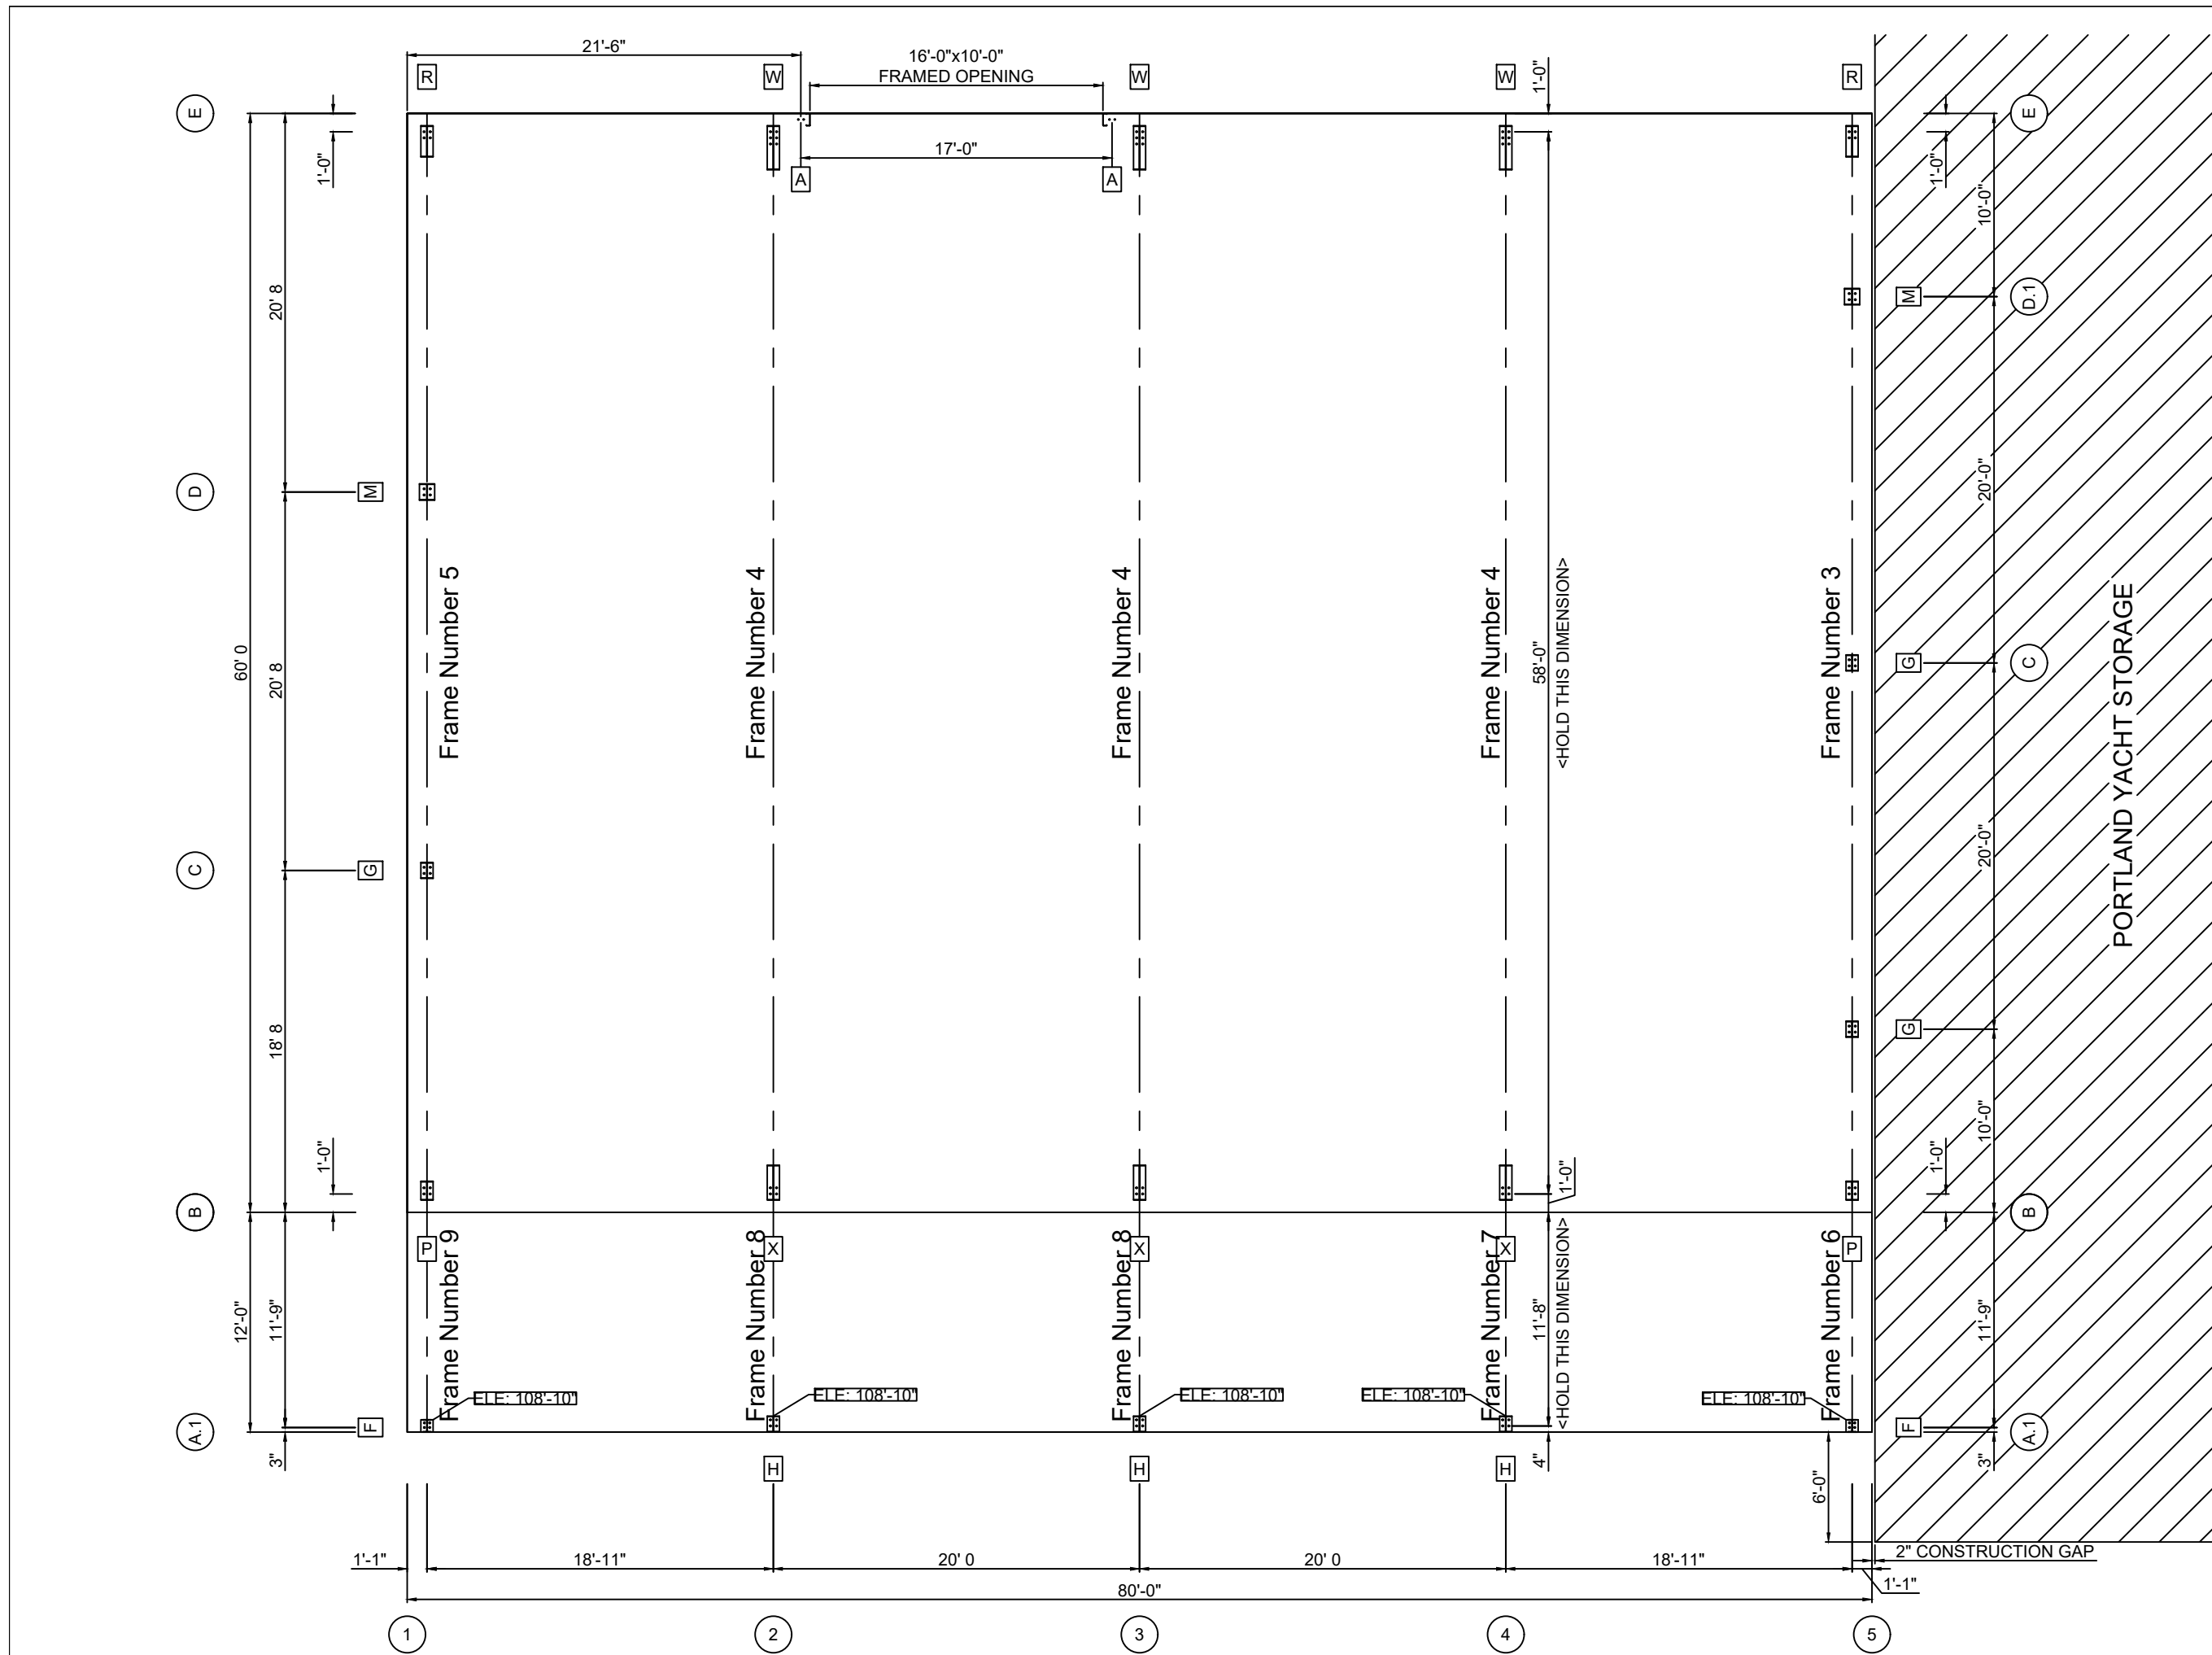 21'-6"
16'-0"x10'-0"
FRAMED OPENING
1'-0"
R
W
W
W
R
E
E
1'-0"
17'-0"
1'-0"
A
A
10'-0"
20' 8
M
D.1
D
M
20'-0"
60' 0
20' 8
Frame Number 5
Frame Number 4
Frame Number 4
Frame Number 4
58'-0"
<HOLD THIS DIMENSION>
Frame Number 3
G
C
PORTLAND YACHT STORAGE
C
G
20'-0"
18' 8
G
10'-0"
1'-0"
1'-0"
1'-0"
B
B
P
X
X
X
P
12'-0"
11'-9"
Frame Number 9
Frame Number 8
Frame Number 8
Frame Number 7
11'-8"
<HOLD THIS DIMENSION>
Frame Number 6
11'-9"
ELE: 108'-10"
ELE: 108'-10"
ELE: 108'-10"
ELE: 108'-10"
ELE: 108'-10"
A.1
F
F
A.1
3"
H
H
H
4"
6'-0"
3"
1'-1"
18'-11"
20' 0
20' 0
18'-11"
2" CONSTRUCTION GAP
1'-1"
80'-0"
1
2
3
4
5